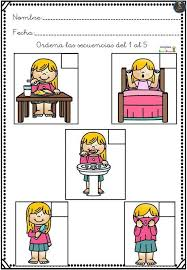 Nombre:
Fecha:
Ordena las secuencias del 1 al 5